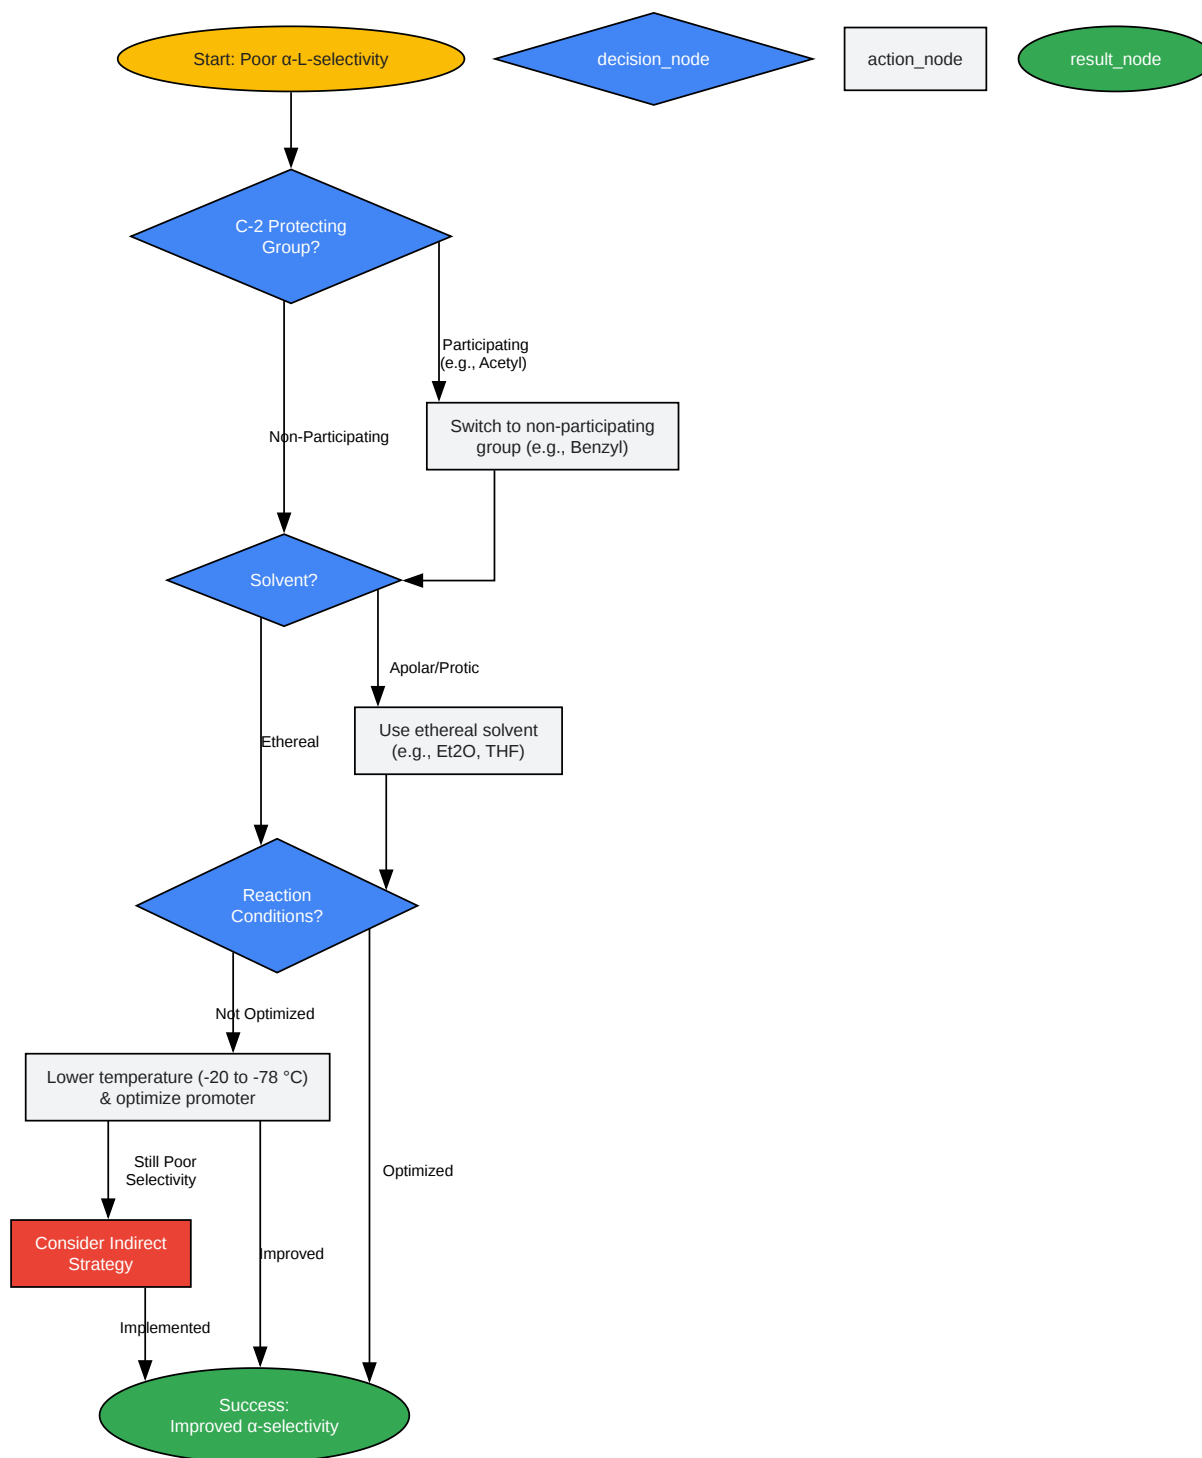 Start: Poor α-L-selectivity
decision_node
action_node
result_node
C-2 Protecting
Group?
Participating
(e.g., Acetyl)
Switch to non-participating
group (e.g., Benzyl)
Non-Participating
Solvent?
Apolar/Protic
Use ethereal solvent
(e.g., Et2O, THF)
Ethereal
Reaction
Conditions?
Not Optimized
Lower temperature (-20 to -78 °C)
& optimize promoter
Still Poor
Selectivity
Optimized
Consider Indirect
Strategy
Improved
Implemented
Success:
Improved α-selectivity